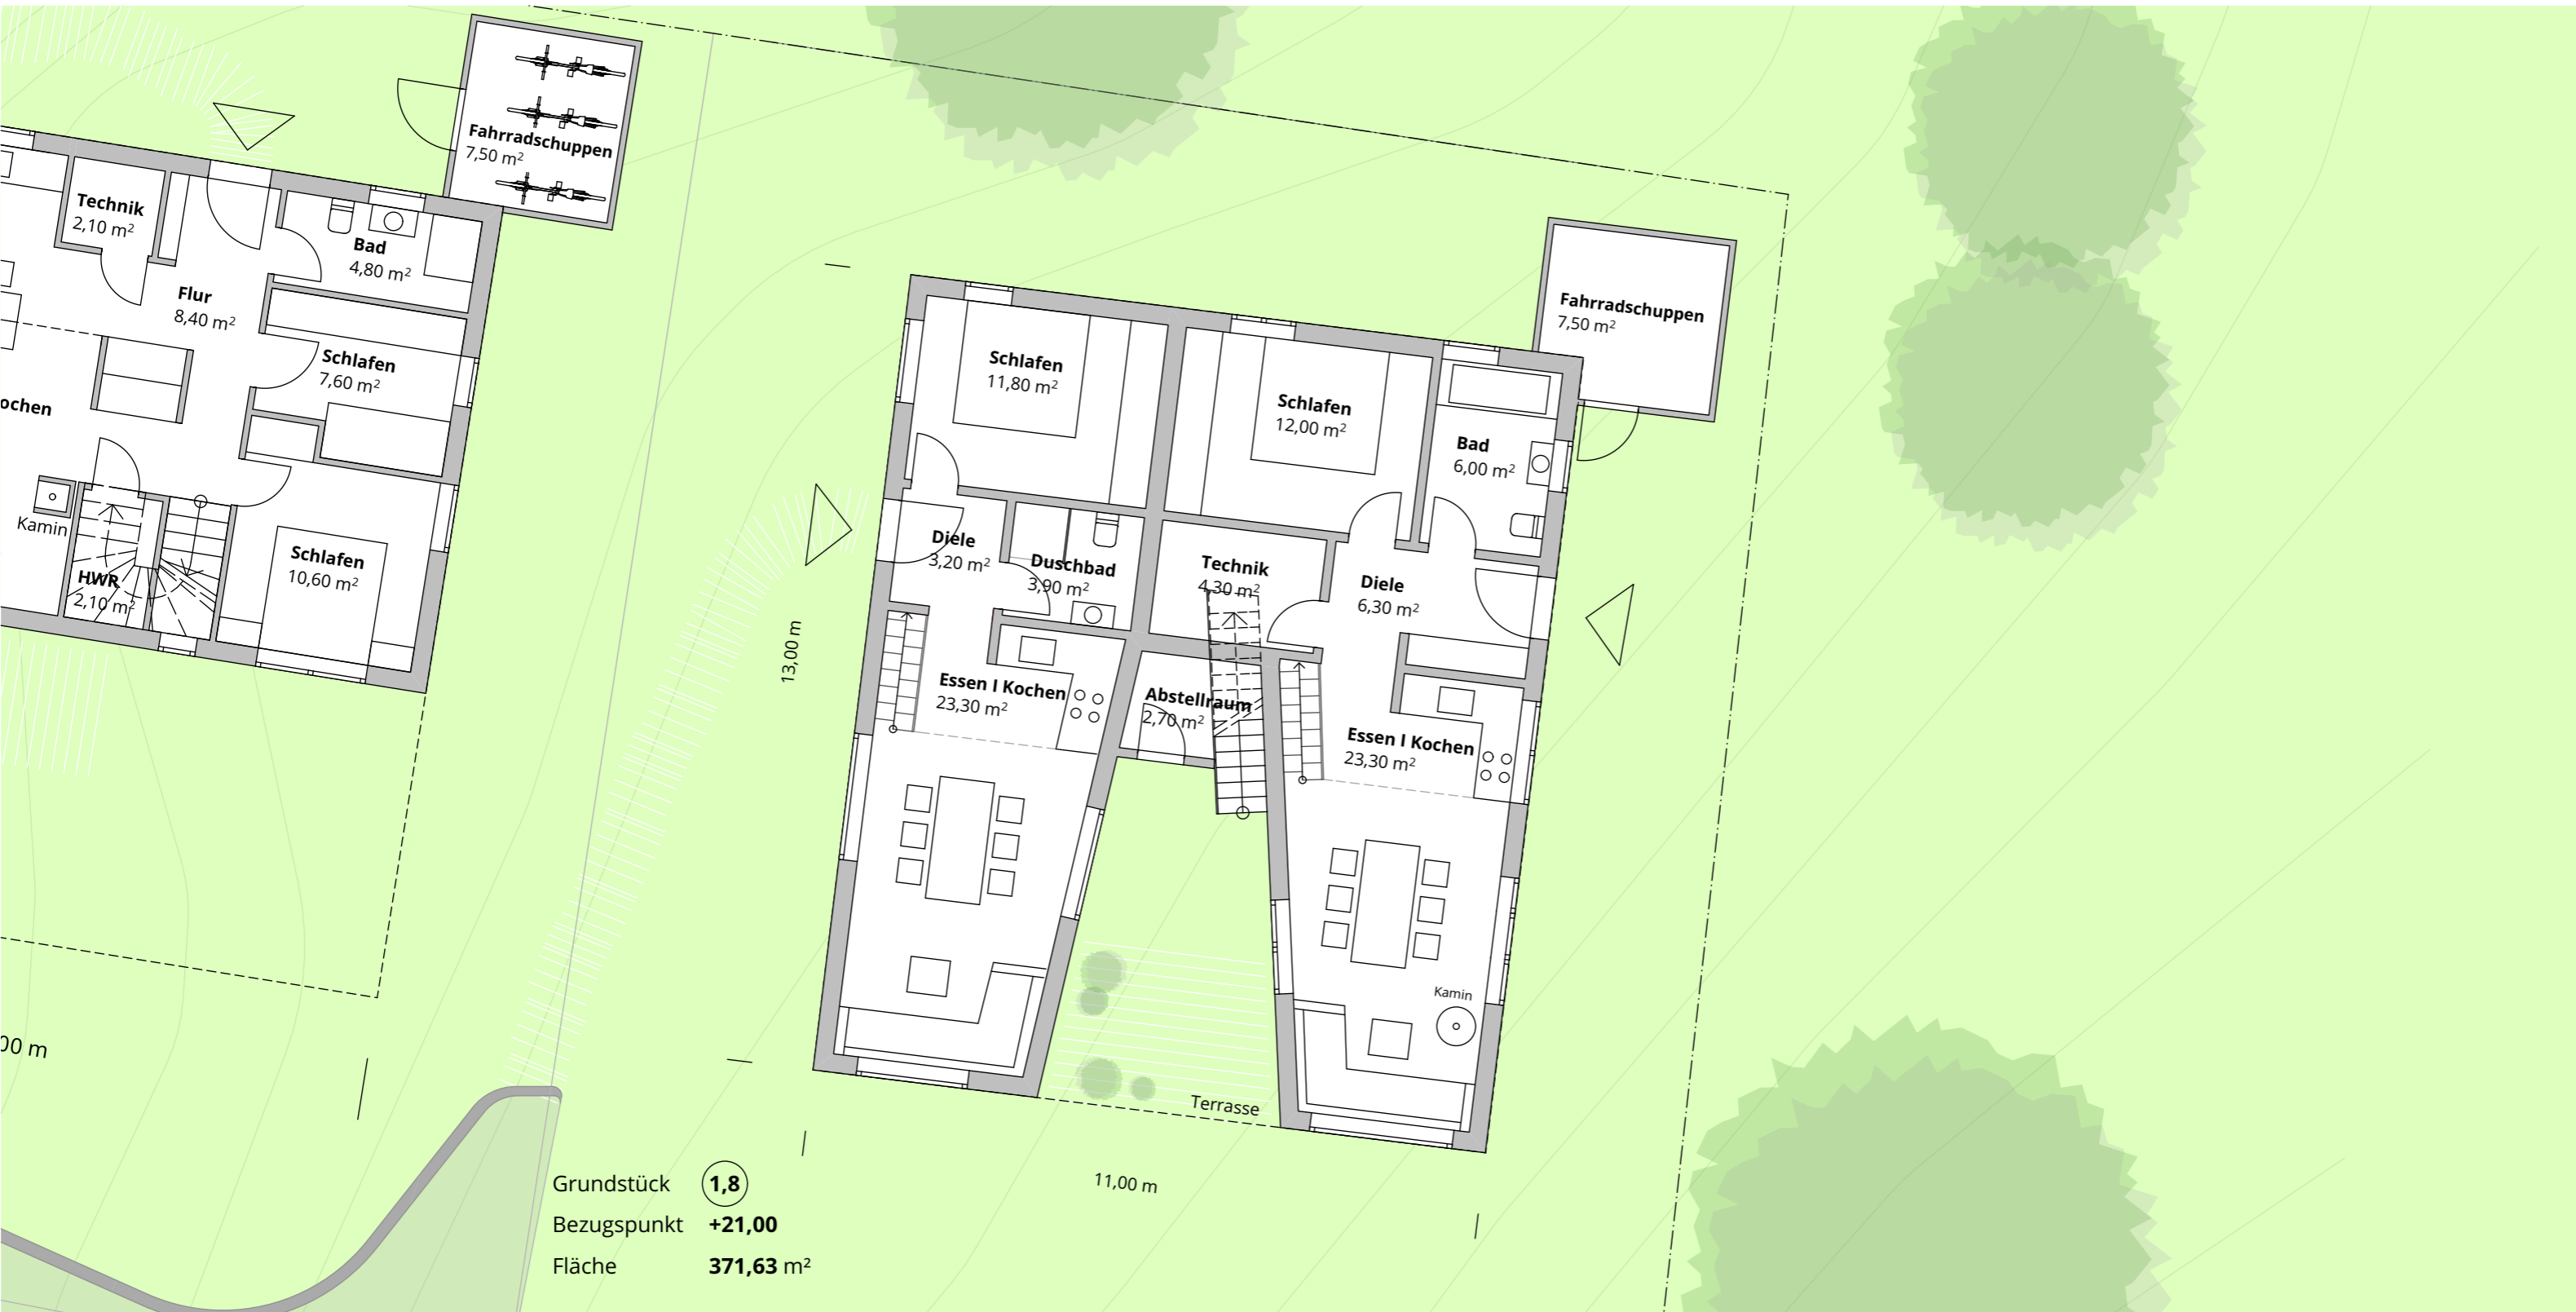 Fahrradschuppen
7,50 m²
Technik
2,10 m²
Bad
4,80 m²
Flur
8,40 m²
Schlafen
7,60 m²
ochen
Kamin
HWR
2,10 m²
Schlafen
10,60 m²
00 m
Fahrradschuppen
7,50 m²
Schlafen
11,80 m²
Schlafen
12,00 m²
Bad
6,00 m²
Diele
3,20 m²
Duschbad
3,90 m²
Technik
4,30 m²
Diele
6,30 m²
13,00 m
Essen I Kochen
23,30 m²
Abstellraum
2,70 m²
Essen I Kochen
23,30 m²
Kamin
Terrasse
11,00 m
Grundstück 1,8
Bezugspunkt +21,00
Fläche 371,63 m²